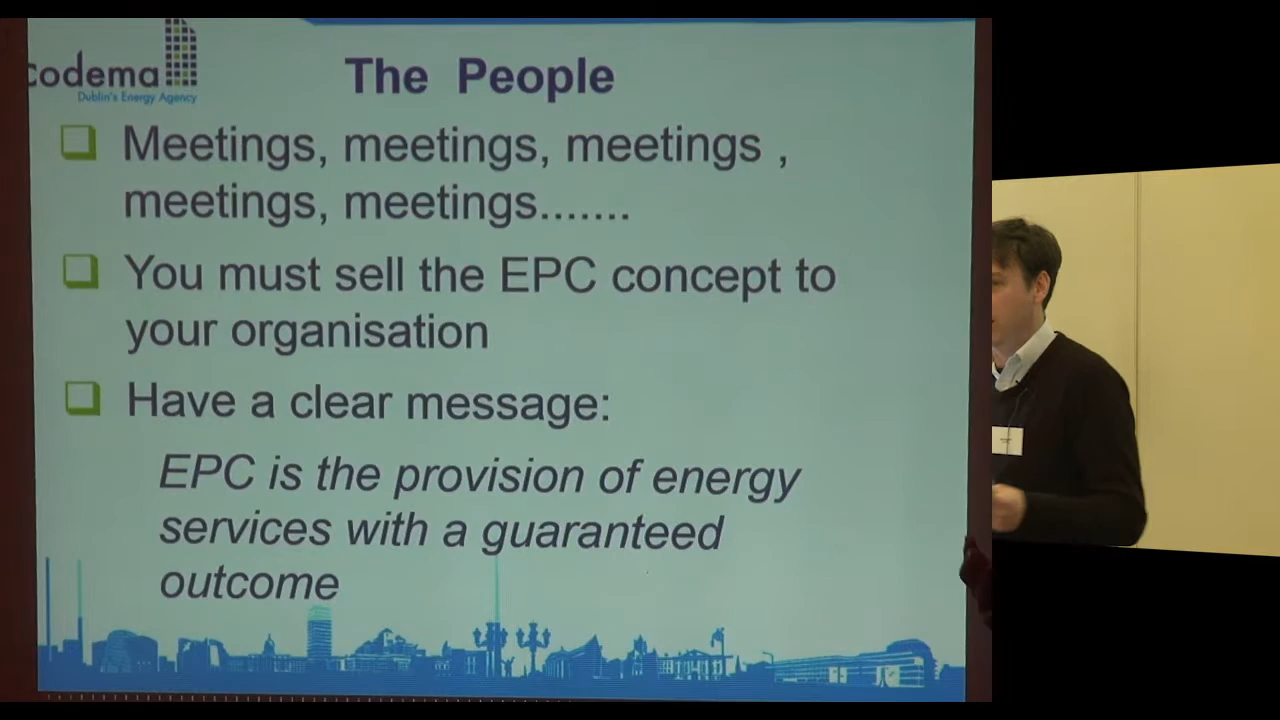 codema
Dublin's Energy Agency
The People
Meetings, meetings, meetings ,
meetings, meetings.......
You must sell the EPC concept to
your organisation
Have a clear message:
EPC is the provision of energy
services with a guaranteed
outcome